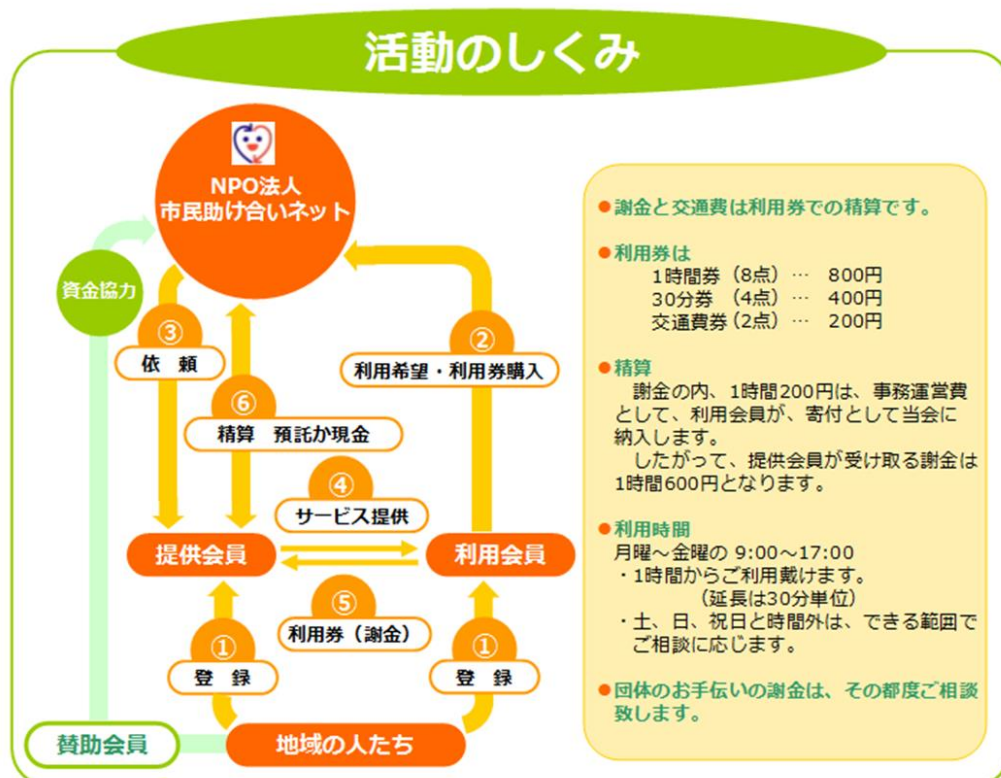 活動のしくみ
NPO法人
市民助け合いネット
資金協力
③
依 頼
②
利用希望・利用券購入
⑥
精算 預託か現金
④
サービス提供
提供会員
利用会員
⑤
利用券（謝金）
①
登 録
①
登 録
賛助会員
地域の人たち
●謝金と交通費は利用券での精算です。
●利用券は
1時間券（8点）… 800円
30分券（4点）… 400円
交通費券（2点）… 200円
●精算
謝金の内、1時間200円は、事務運営費
として、利用会員が、寄付として当会に
納入します。
したがって、提供会員が受け取る謝金は
1時間600円となります。
●利用時間
月曜～金曜の 9:00～17:00
・1時間からご利用戴けます。
（延長は30分単位）
・土、日、祝日と時間外は、できる範囲で
ご相談に応じます。
●団体のお手伝いの謝金は、その都度ご相談
致します。